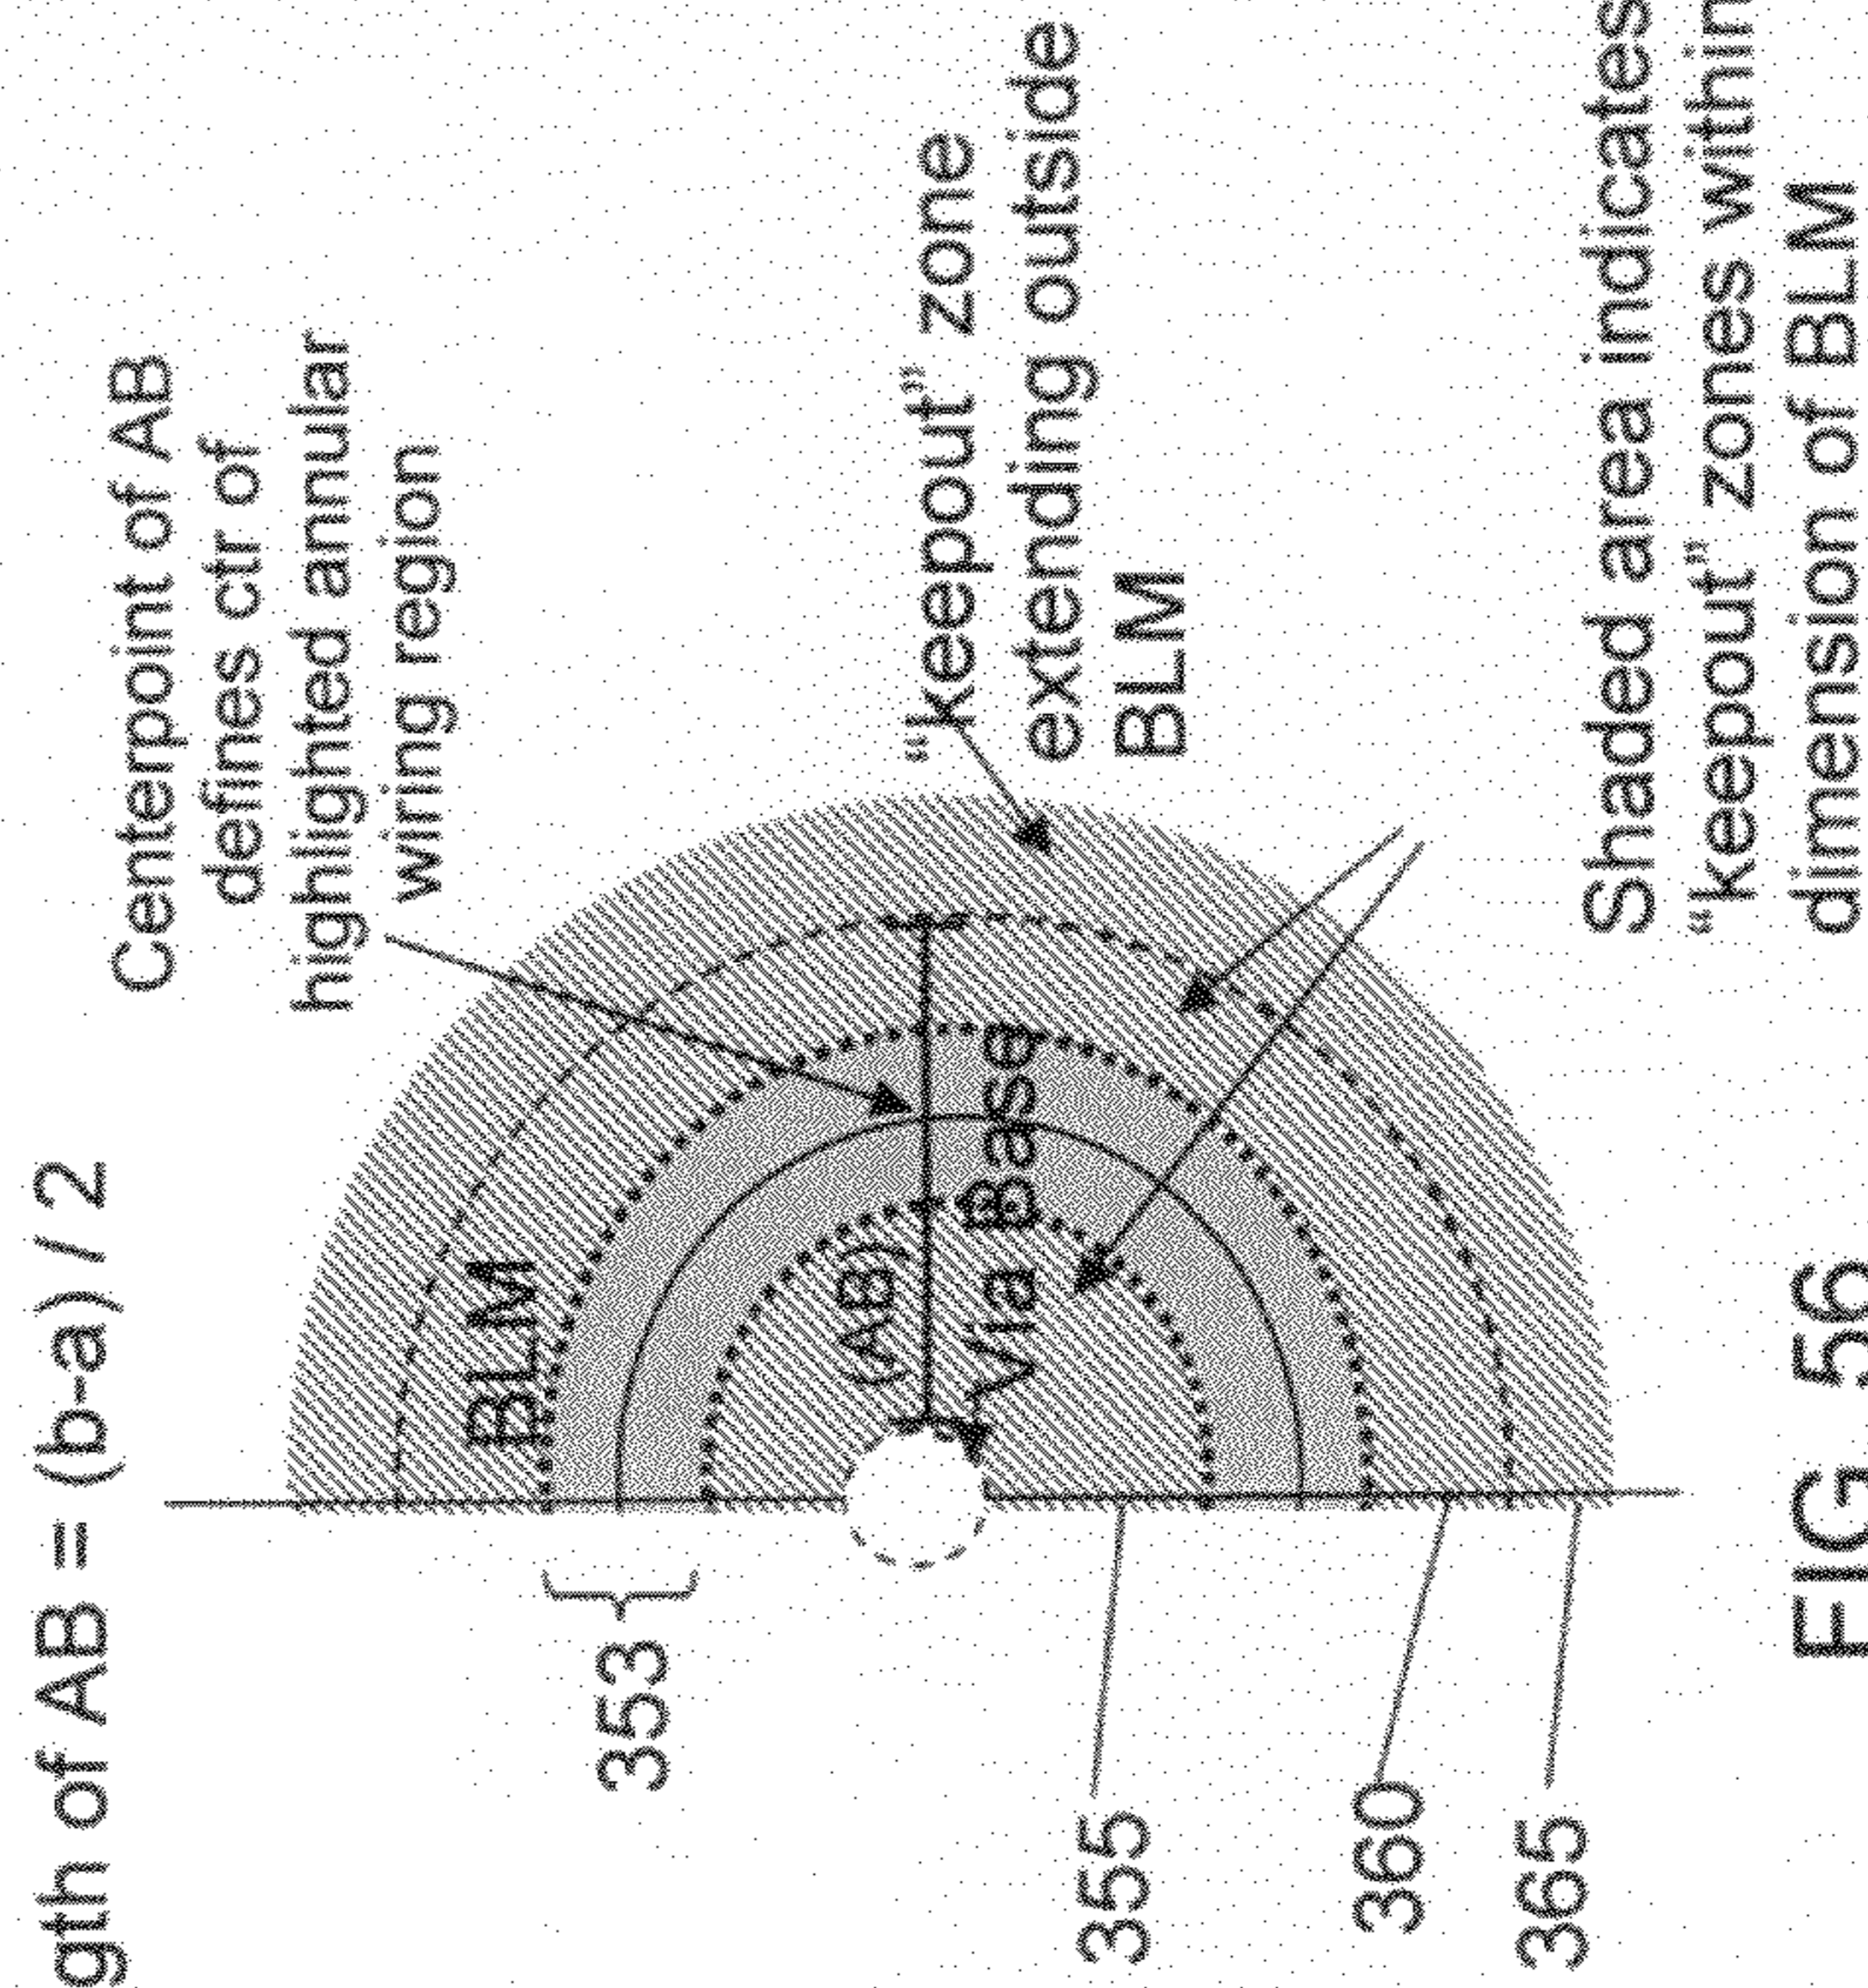 gth of AB = (b-a) / 2
Centerpoint of AB
defines ctr of
highlighted annular
wiring region
"keepout" zone
extending outside
BLM
BLM
(AB)
Via Base
353
355
360
365
Shaded area indicates
"keepout" zones within
dimension of BLM
FIG. 56